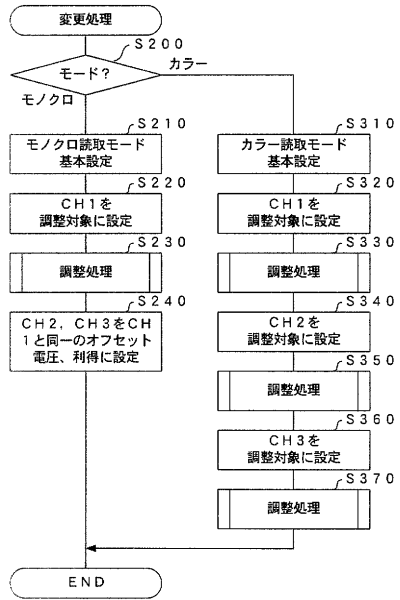 変更処理
S200
モード?
カラー
モノクロ
S210
モノクロ読取モード
基本設定
S220
CH1を
調整対象に設定
S230
調整処理
S240
CH2,CH3をCH
1と同一のオフセット
電圧、利得に設定
S310
カラー読取モード
基本設定
S320
CH1を
調整対象に設定
S330
調整処理
S340
CH2を
調整対象に設定
S350
調整処理
S360
CH3を
調整対象に設定
S370
調整処理
END